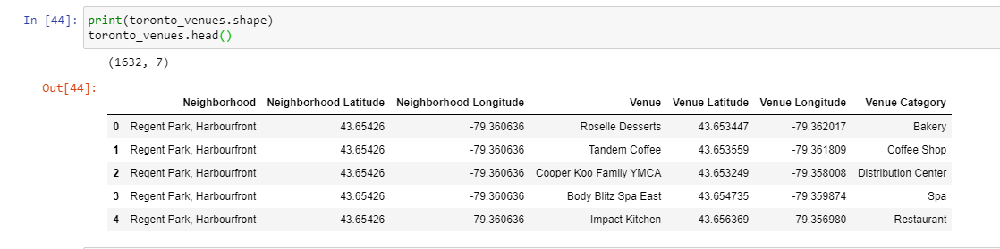 In [44]: print(toronto_venues.shape)
toronto_venues.head()
(1632, 7)
Out[44]:
Neighborhood Neighborhood Latitude Neighborhood Longitude Venue Venue Latitude Venue Longitude Venue Category
0 Regent Park, Harbourfront 43.65426 -79.360636 Roselle Desserts 43.653447 -79.362017 Bakery
1 Regent Park, Harbourfront 43.65426 -79.360636 Tandem Coffee 43.653559 -79.361809 Coffee Shop
2 Regent Park, Harbourfront 43.65426 -79.360636 Cooper Koo Family YMCA 43.653249 -79.358008 Distribution Center
3 Regent Park, Harbourfront 43.65426 -79.360636 Body Blitz Spa East 43.654735 -79.359874 Spa
4 Regent Park, Harbourfront 43.65426 -79.360636 Impact Kitchen 43.656369 -79.356980 Restaurant